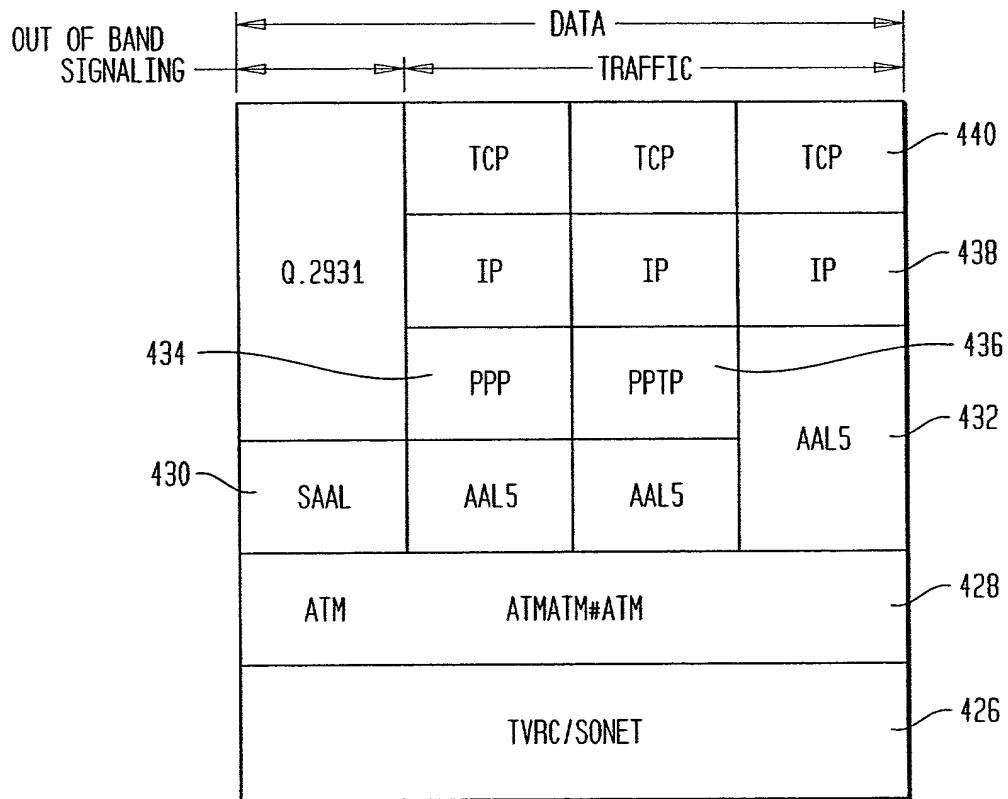 DATA
OUT OF BAND
SIGNALING
TRAFFIC
TCP TCP TCP 440
Q.2931 IP IP IP 438
434 PPP PPTP 436
AAL5 432
430 SAAL AAL5 AAL5
ATM ATMATM#ATM 428
TVRC/SONET 426